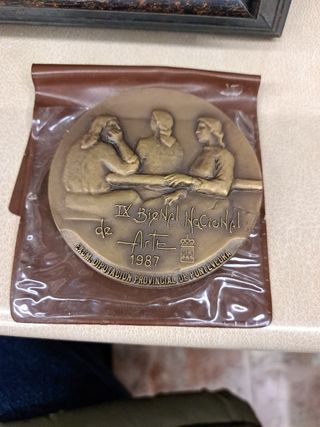 IX Bienal Nacional
de Arte
1987
EXCMA. DIPUTACION PROVINCIAL DE PONTEVEDRA